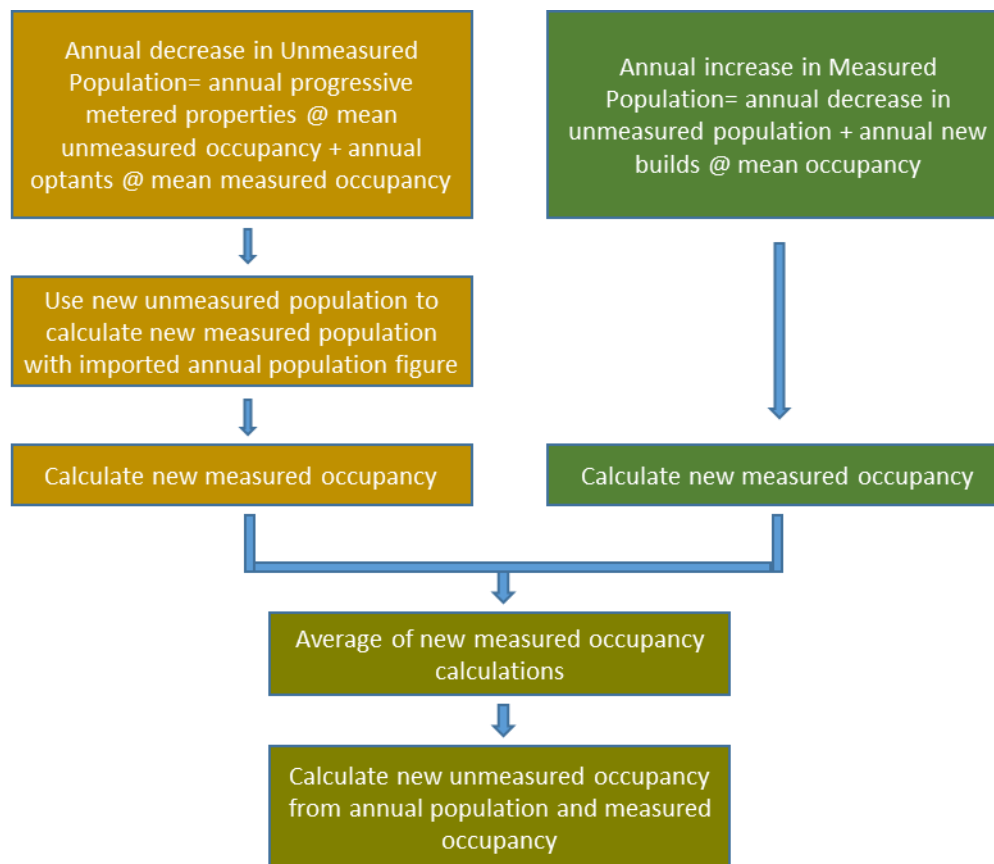 Annual decrease in Unmeasured
Population= annual progressive
metered properties @ mean
unmeasured occupancy + annual
optants @ mean measured occupancy
Annual increase in Measured
Population= annual decrease in
unmeasured population + annual new
builds @ mean occupancy
Use new unmeasured population to
calculate new measured population
with imported annual population figure
Calculate new measured occupancy
Calculate new measured occupancy
Average of new measured occupancy
calculations
Calculate new unmeasured occupancy
from annual population and measured
occupancy